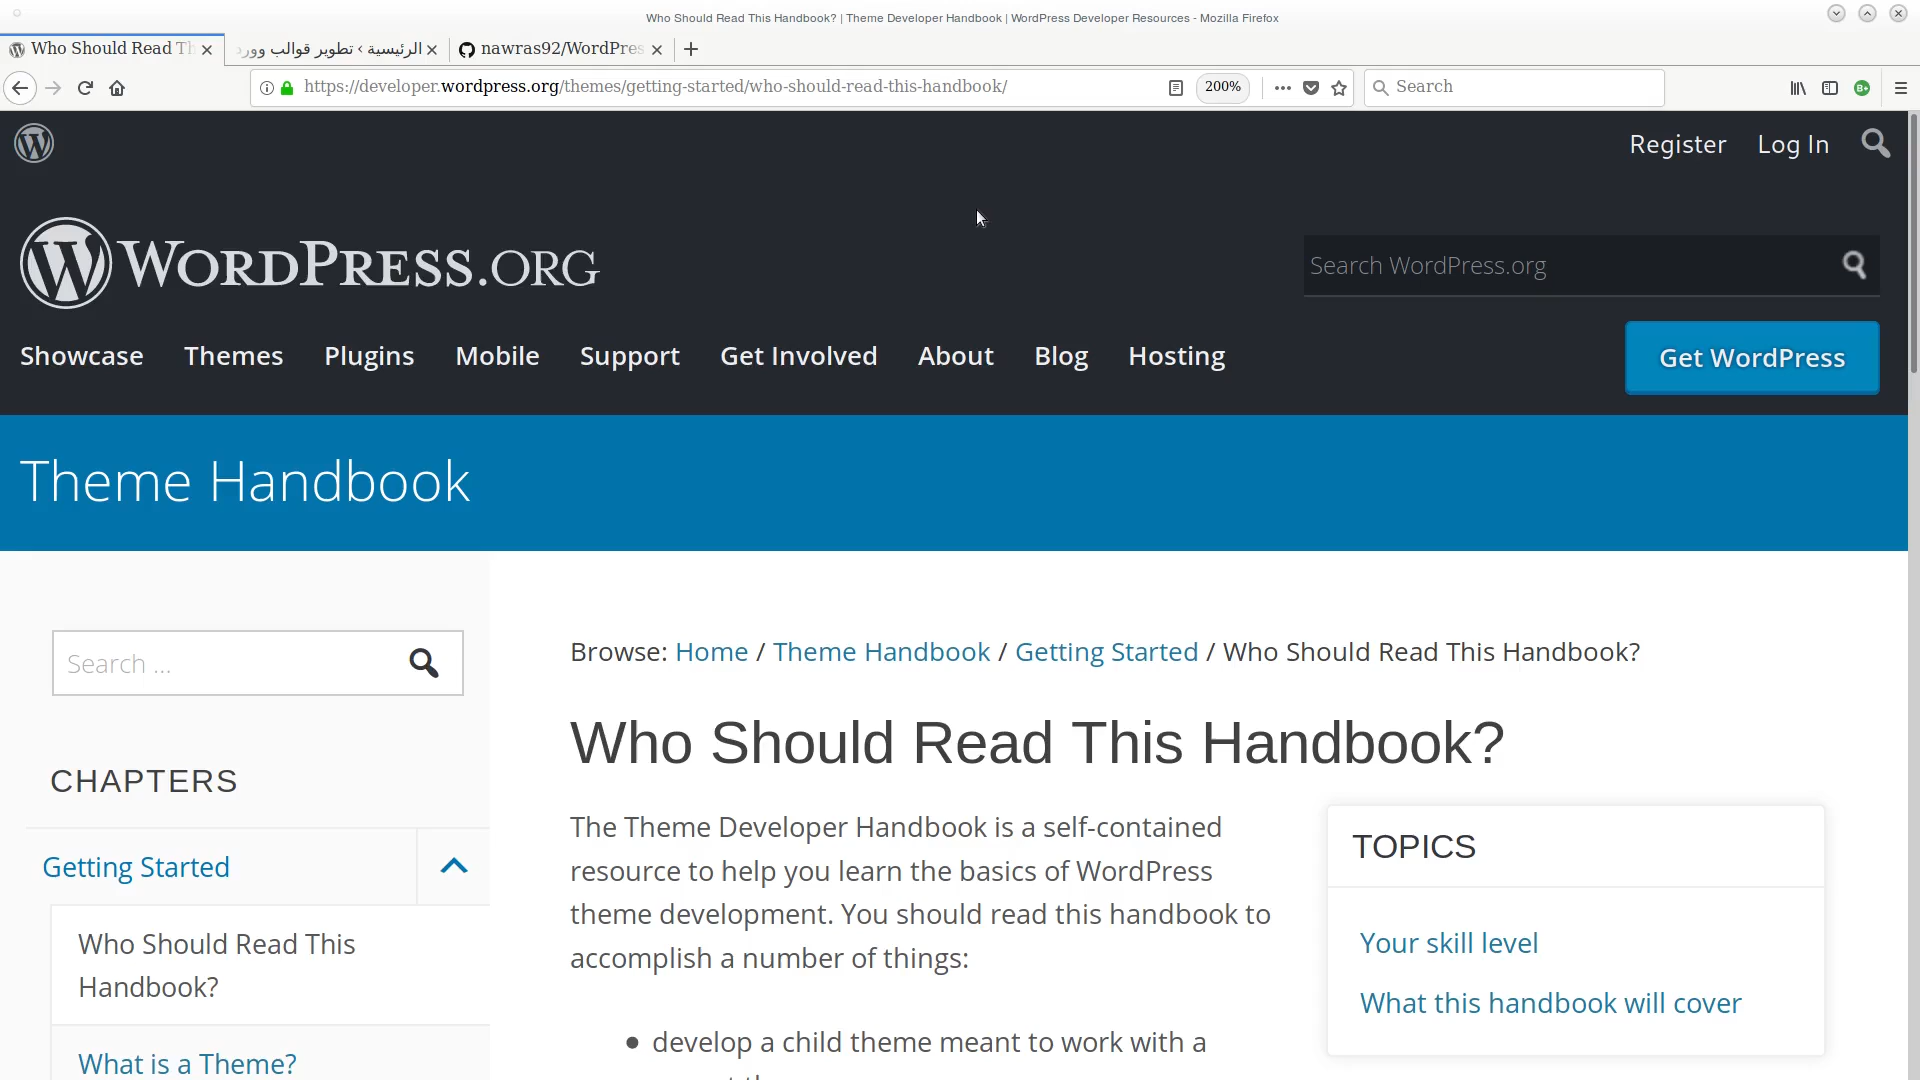 Who Should Read This Handbook? | Theme Developer Handbook | WordPress Developer Resources - Mozilla Firefox
Who Should Read Th
الرئيسية › تطوير قوالب وورد
nawras92/WordPres
https://developer.wordpress.org/themes/getting-started/who-should-read-this-handbook/
200%
Search
Register
Log In
WORDPRESS.ORG
Search WordPress.org
Showcase
Themes
Plugins
Mobile
Support
Get Involved
About
Blog
Hosting
Get WordPress
Theme Handbook
Search ...
Browse: Home / Theme Handbook / Getting Started / Who Should Read This Handbook?
Who Should Read This Handbook?
CHAPTERS
Getting Started
Who Should Read This
Handbook?
What is a Theme?
The Theme Developer Handbook is a self-contained
resource to help you learn the basics of WordPress
theme development. You should read this handbook to
accomplish a number of things:
develop a child theme meant to work with a
TOPICS
Your skill level
What this handbook will cover